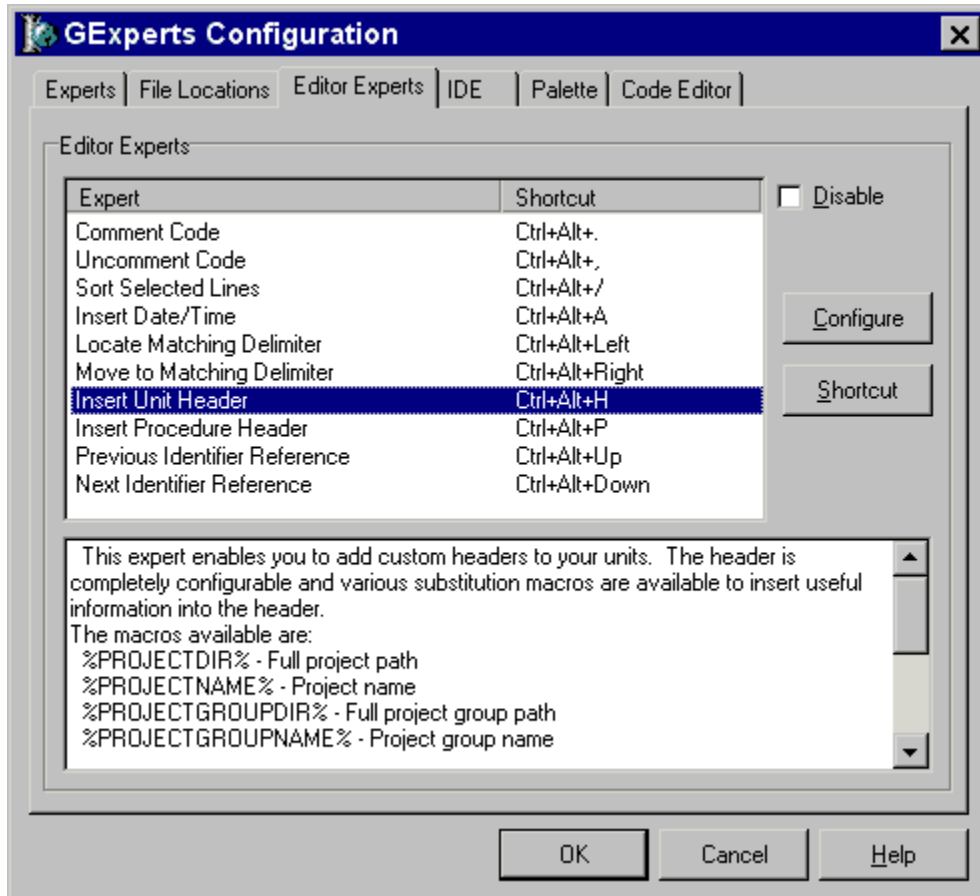 GExperts Configuration
Experts File Locations Editor Experts IDE Palette Code Editor
Editor Experts
Expert Shortcut
Disable
Comment Code Ctrl+Alt+.
Uncomment Code Ctrl+Alt+,
Sort Selected Lines Ctrl+Alt+/
Insert Date/Time Ctrl+Alt+A
Configure
Locate Matching Delimiter Ctrl+Alt+Left
Move to Matching Delimiter Ctrl+Alt+Right
Shortcut
Insert Unit Header Ctrl+Alt+H
Insert Procedure Header Ctrl+Alt+P
Previous Identifier Reference Ctrl+Alt+Up
Next Identifier Reference Ctrl+Alt+Down
This expert enables you to add custom headers to your units. The header is
completely configurable and various substitution macros are available to insert useful
information into the header.
The macros available are:
%PROJECTDIR% - Full project path
%PROJECTNAME% - Project name
%PROJECTGROUPDIR% - Full project group path
%PROJECTGROUPNAME% - Project group name
OK Cancel Help